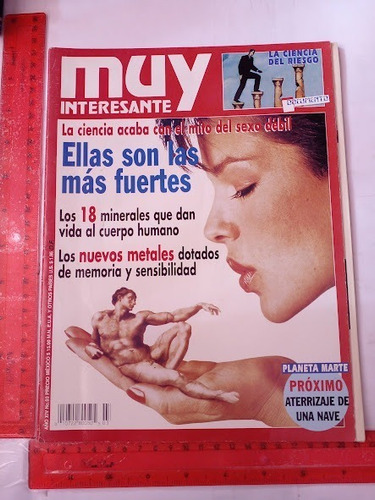 muy
INTERESANTE
LA CIENCIA
DEL RIESGO
DOCUMENTO
La ciencia acaba con el mito del sexo débil
Ellas son las
más fuertes
Los 18 minerales que dan
vida al cuerpo humano
Los nuevos metales dotados
de memoria y sensibilidad
PLANETA MARTE
PRÓXIMO
ATERRIZAJE DE
UNA NAVE